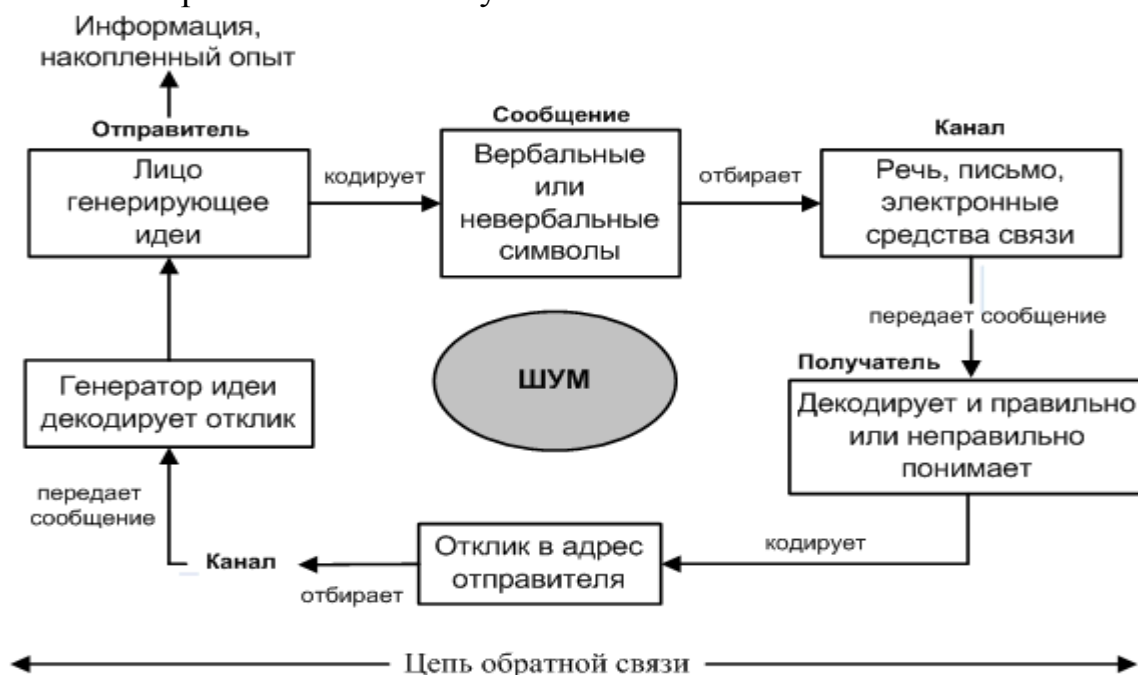 Информация,
накопленный опыт
Отправитель
Лицо
генерирующее
идеи
кодирует
Сообщение
Вербальные
или
невербальные
символы
отбирает
Канал
Речь, письмо,
электронные
средства связи
передает сообщение
Получатель
Декодирует и правильно
или неправильно
понимает
кодирует
Отклик в адрес
отправителя
отбирает
Канал
передает
сообщение
Генератор идеи
декодирует отклик
ШУМ
Цепь обратной связи